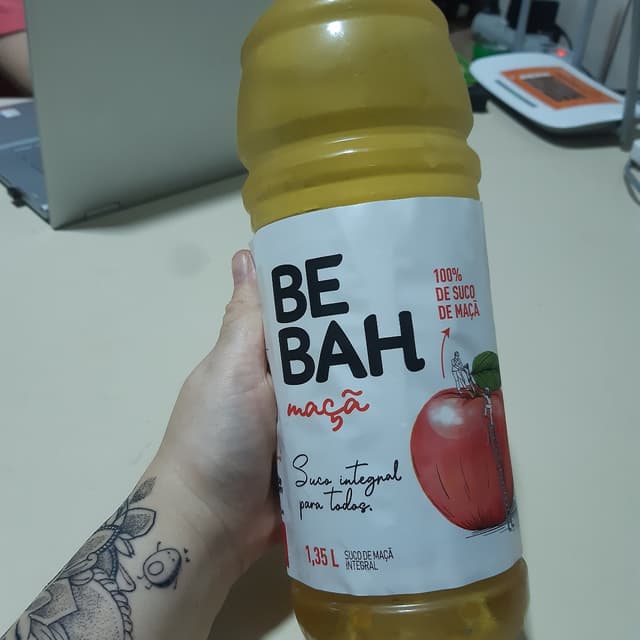 BE
BAH
maçã
100%
DE SUCO
DE MAÇÃ
Suco integral
para todos.
1,35 L
SUCO DE MAÇÃ
INTEGRAL